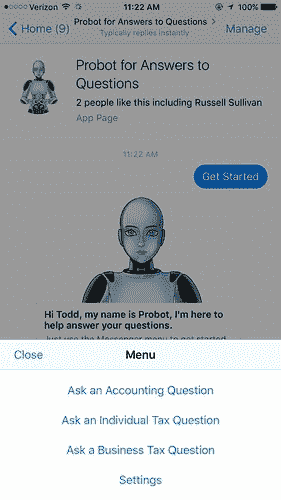 Verizon 11:22 AM 100%
Home (9) Probot for Answers to Questions Manage
Typically replies instantly
Probot for Answers to
Questions
2 people like this including Russell Sullivan
App Page
11:22 AM
Get Started
Hi Todd, my name is Probot, I'm here to
help answer your questions.
Just use the Messenger menu to get started
Close Menu
Ask an Accounting Question
Ask an Individual Tax Question
Ask a Business Tax Question
Settings